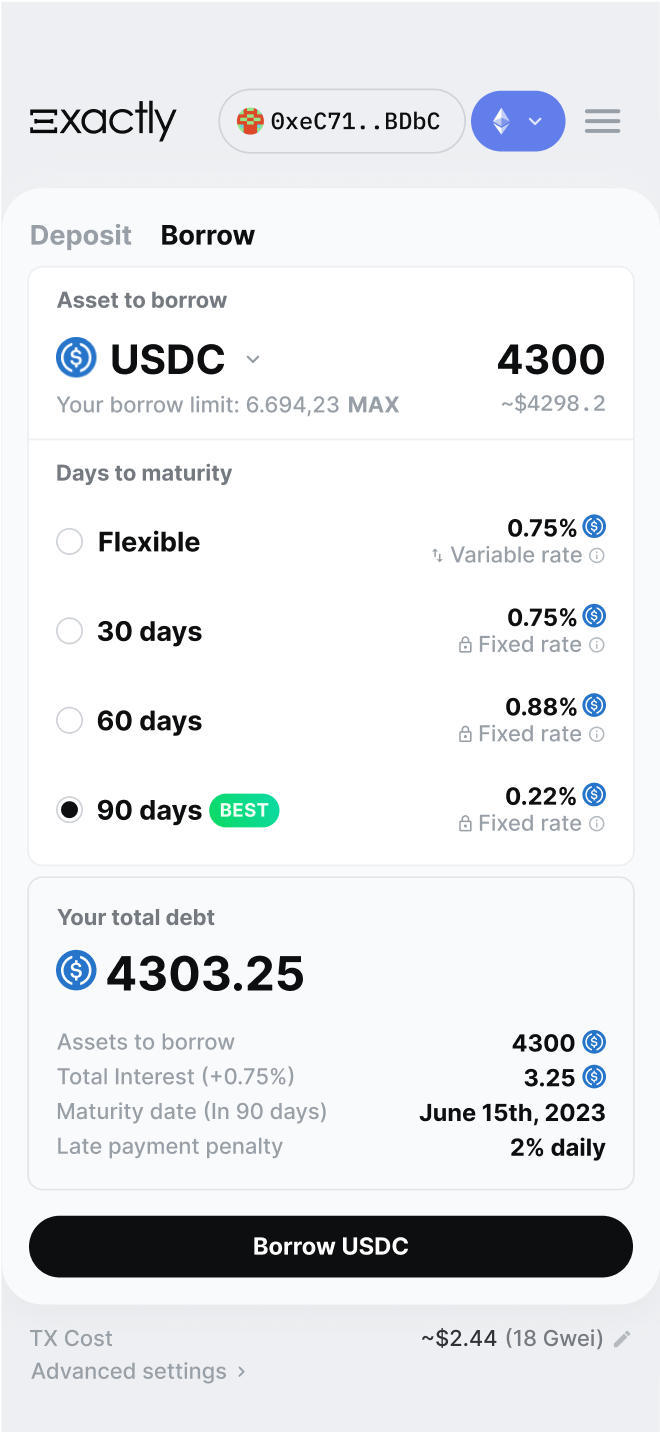 Exactly 0xeC71..BDbC
Deposit Borrow
Asset to borrow
USDC 4300
Your borrow limit: 6.694,23 MAX ~$4298.2
Days to maturity
Flexible 0.75%
Variable rate
30 days 0.75%
Fixed rate
60 days 0.88%
Fixed rate
90 days BEST 0.22%
Fixed rate
Your total debt
4303.25
Assets to borrow 4300
Total Interest (+0.75%) 3.25
Maturity date (In 90 days) June 15th, 2023
Late payment penalty 2% daily
Borrow USDC
TX Cost ~$2.44 (18 Gwei)
Advanced settings >